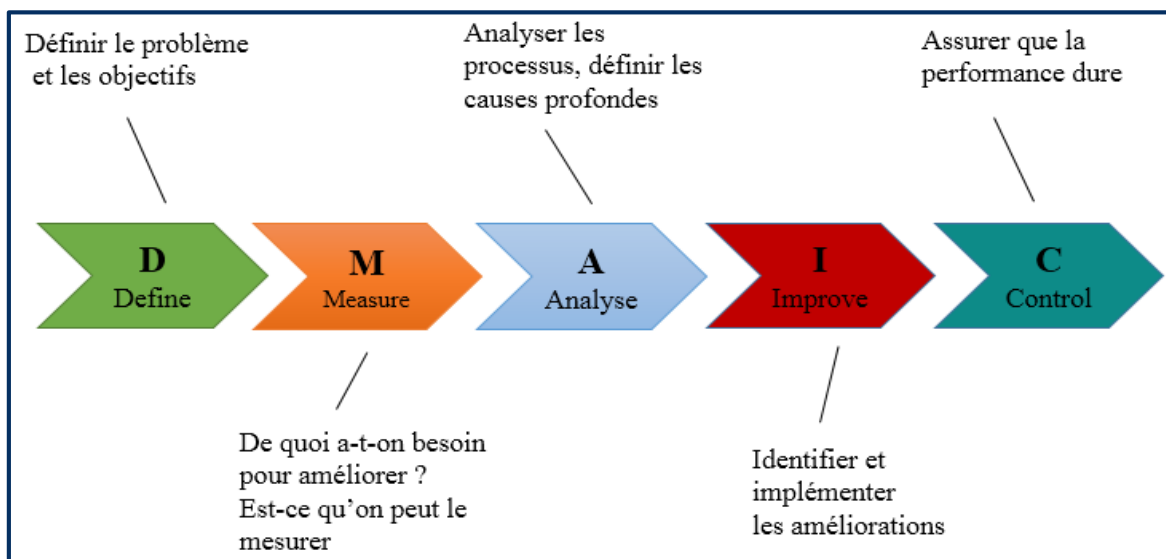 Définir le problème
et les objectifs
Analyser les
processus, définir les
causes profondes
Assurer que la
performance dure
D
Define
M
Measure
A
Analyse
I
Improve
C
Control
De quoi a-t-on besoin
pour améliorer ?
Est-ce qu’on peut le
mesurer
Identifier et
implémenter
les améliorations